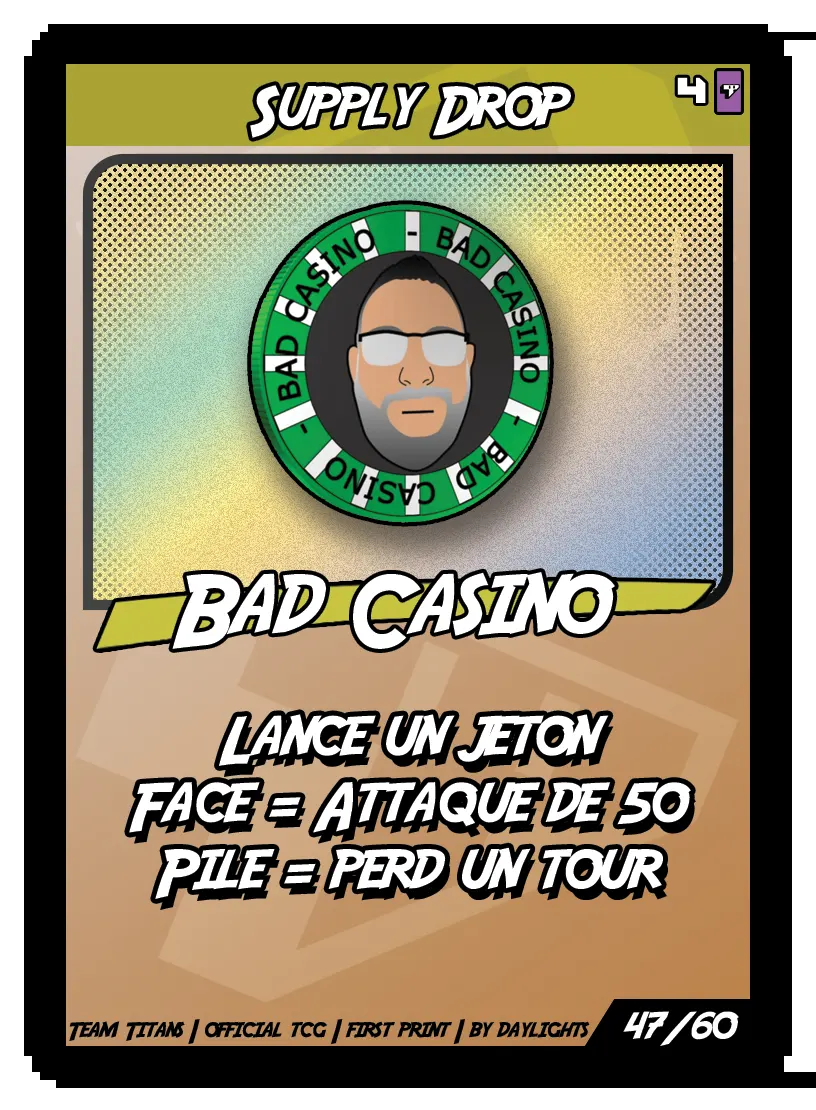 Supply Drop
4
- BAD CASINO - BAD CASINO - BAD CASINO
Bad Casino
Lance un jeton
Face = Attaque de 50
Pile = perd un tour
Team Titans | Official TCG | First Print | By Daylights
47/60